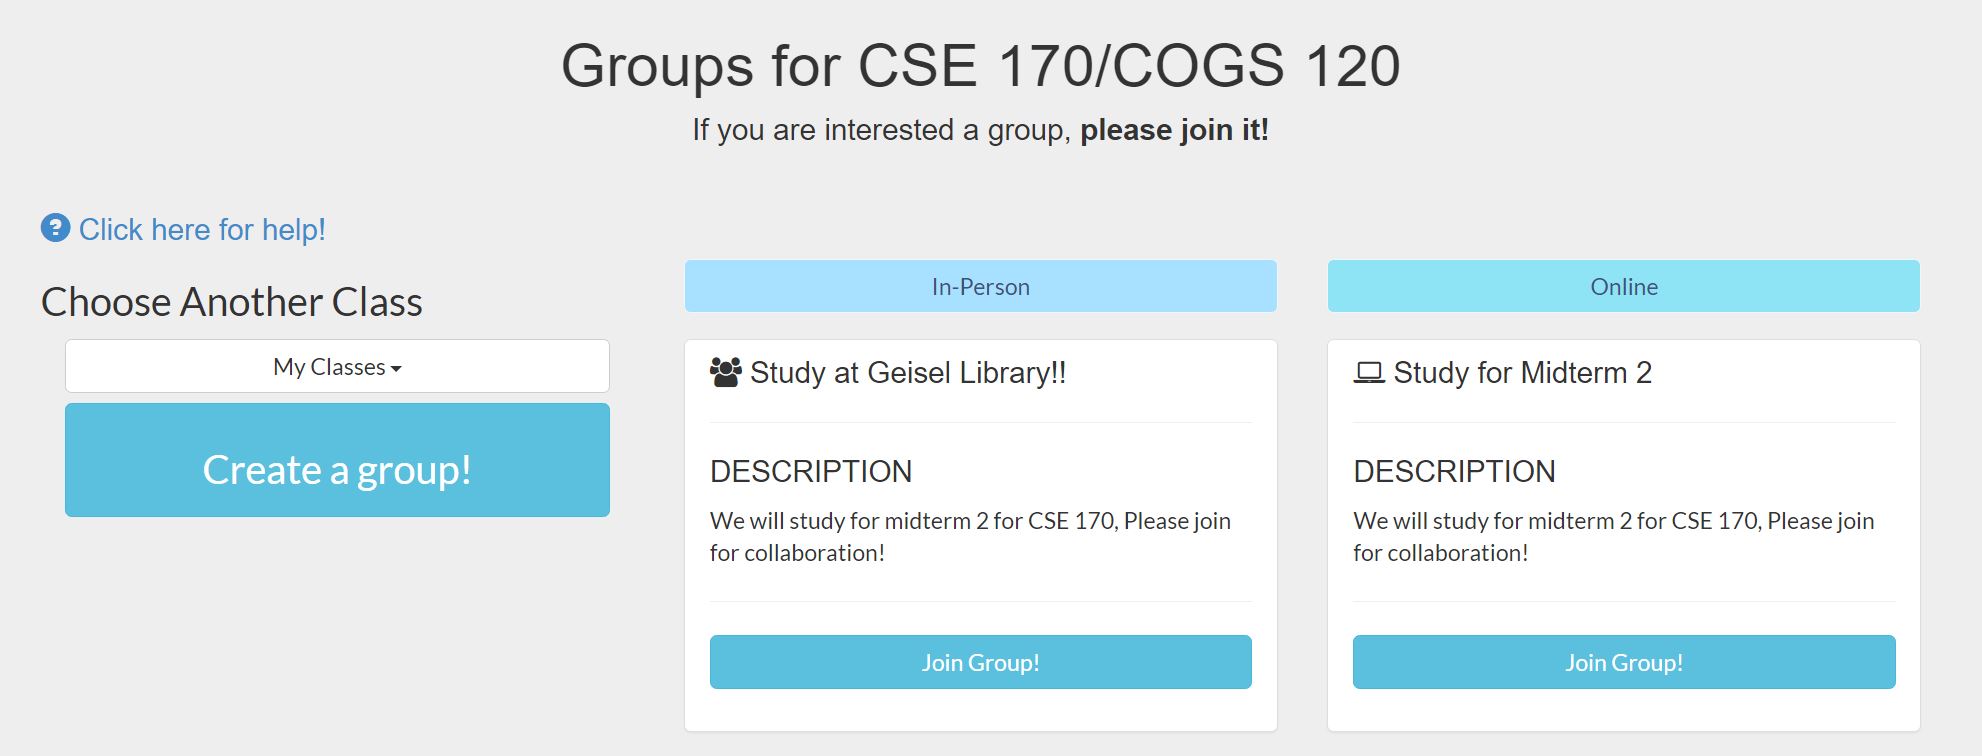 Groups for CSE 170/COGS 120
If you are interested a group, please join it!
Click here for help!
Choose Another Class
My Classes
Create a group!
In-Person
Study at Geisel Library!!
DESCRIPTION
We will study for midterm 2 for CSE 170, Please join
for collaboration!
Join Group!
Online
Study for Midterm 2
DESCRIPTION
We will study for midterm 2 for CSE 170, Please join
for collaboration!
Join Group!